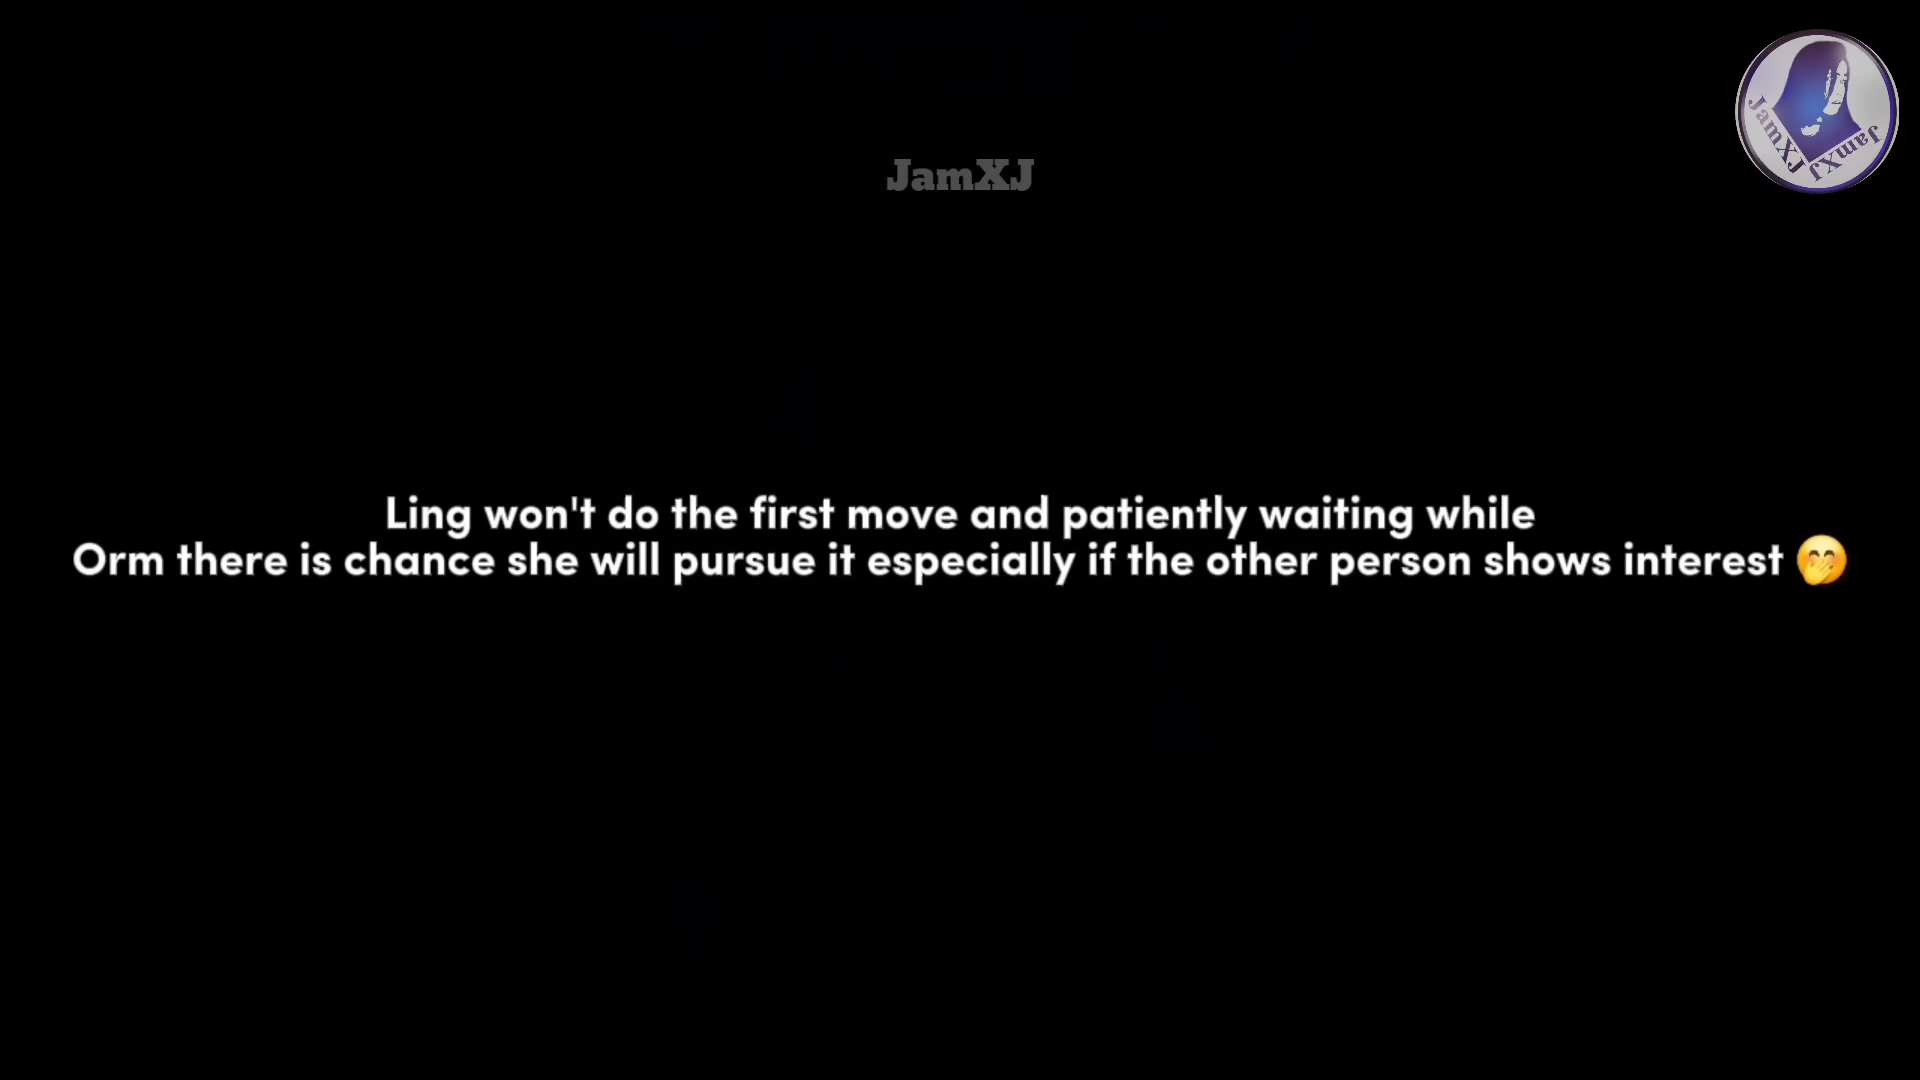 JamXJ
JamXJ
JamXJ
Ling won't do the first move and patiently waiting while
Orm there is chance she will pursue it especially if the other person shows interest 🤭